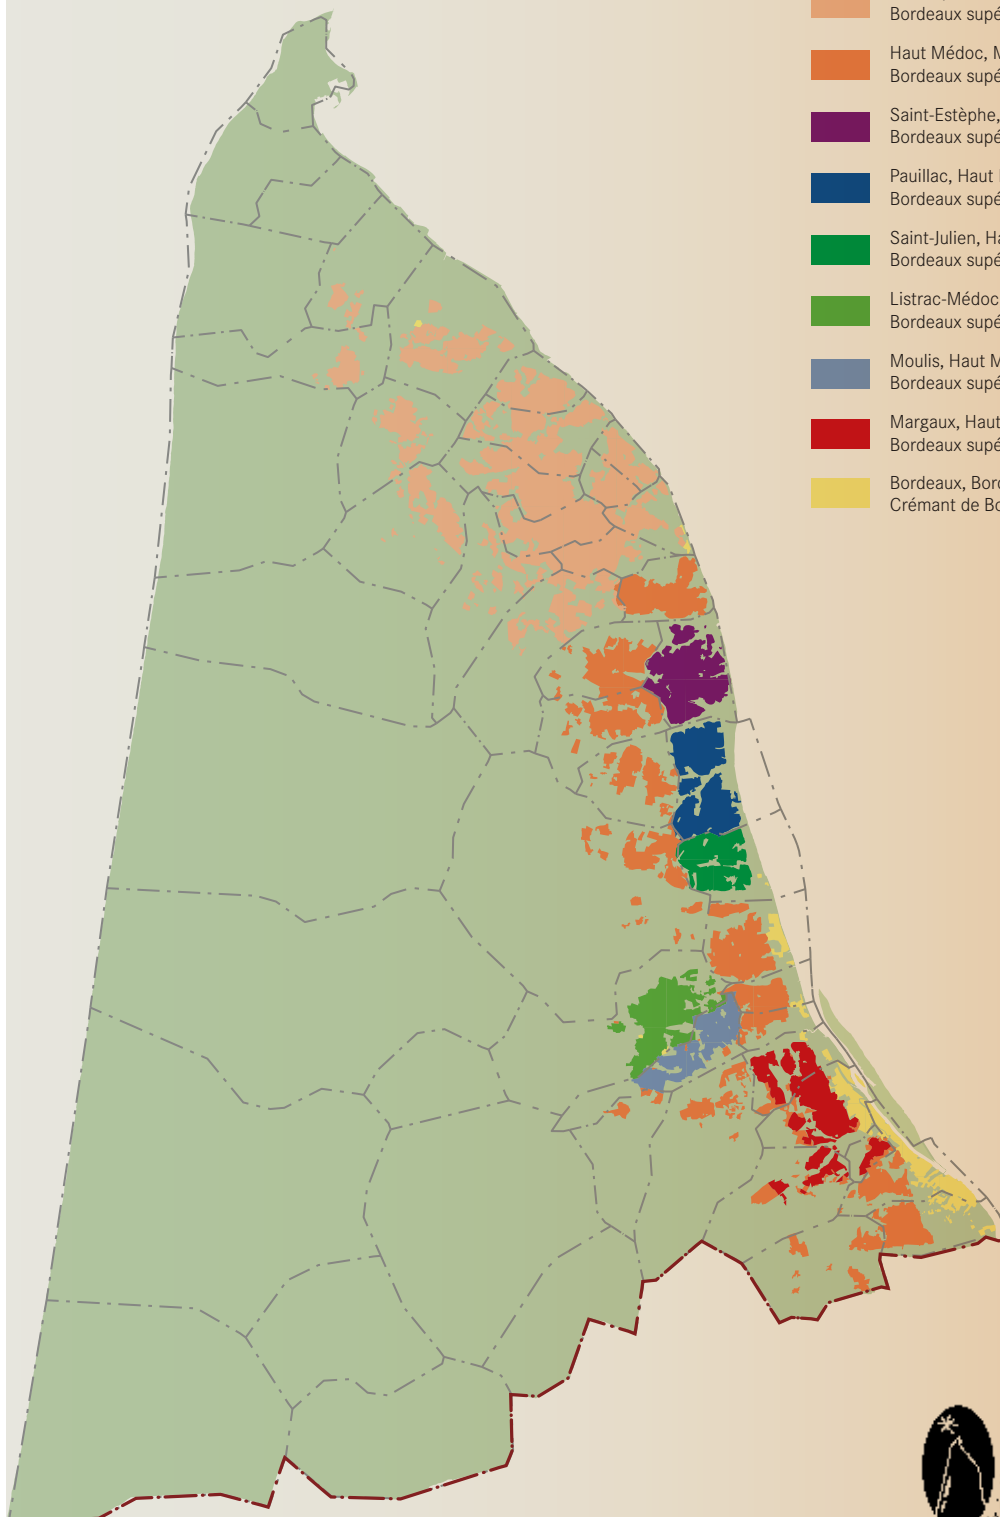 Bordeaux supé
Haut Médoc, M
Bordeaux supé
Saint-Estèphe,
Bordeaux supé
Pauillac, Haut
Bordeaux supé
Saint-Julien, Ha
Bordeaux supé
Listrac-Médoc,
Bordeaux supé
Moulis, Haut M
Bordeaux supé
Margaux, Haut
Bordeaux supé
Bordeaux, Bord
Crémant de Bo